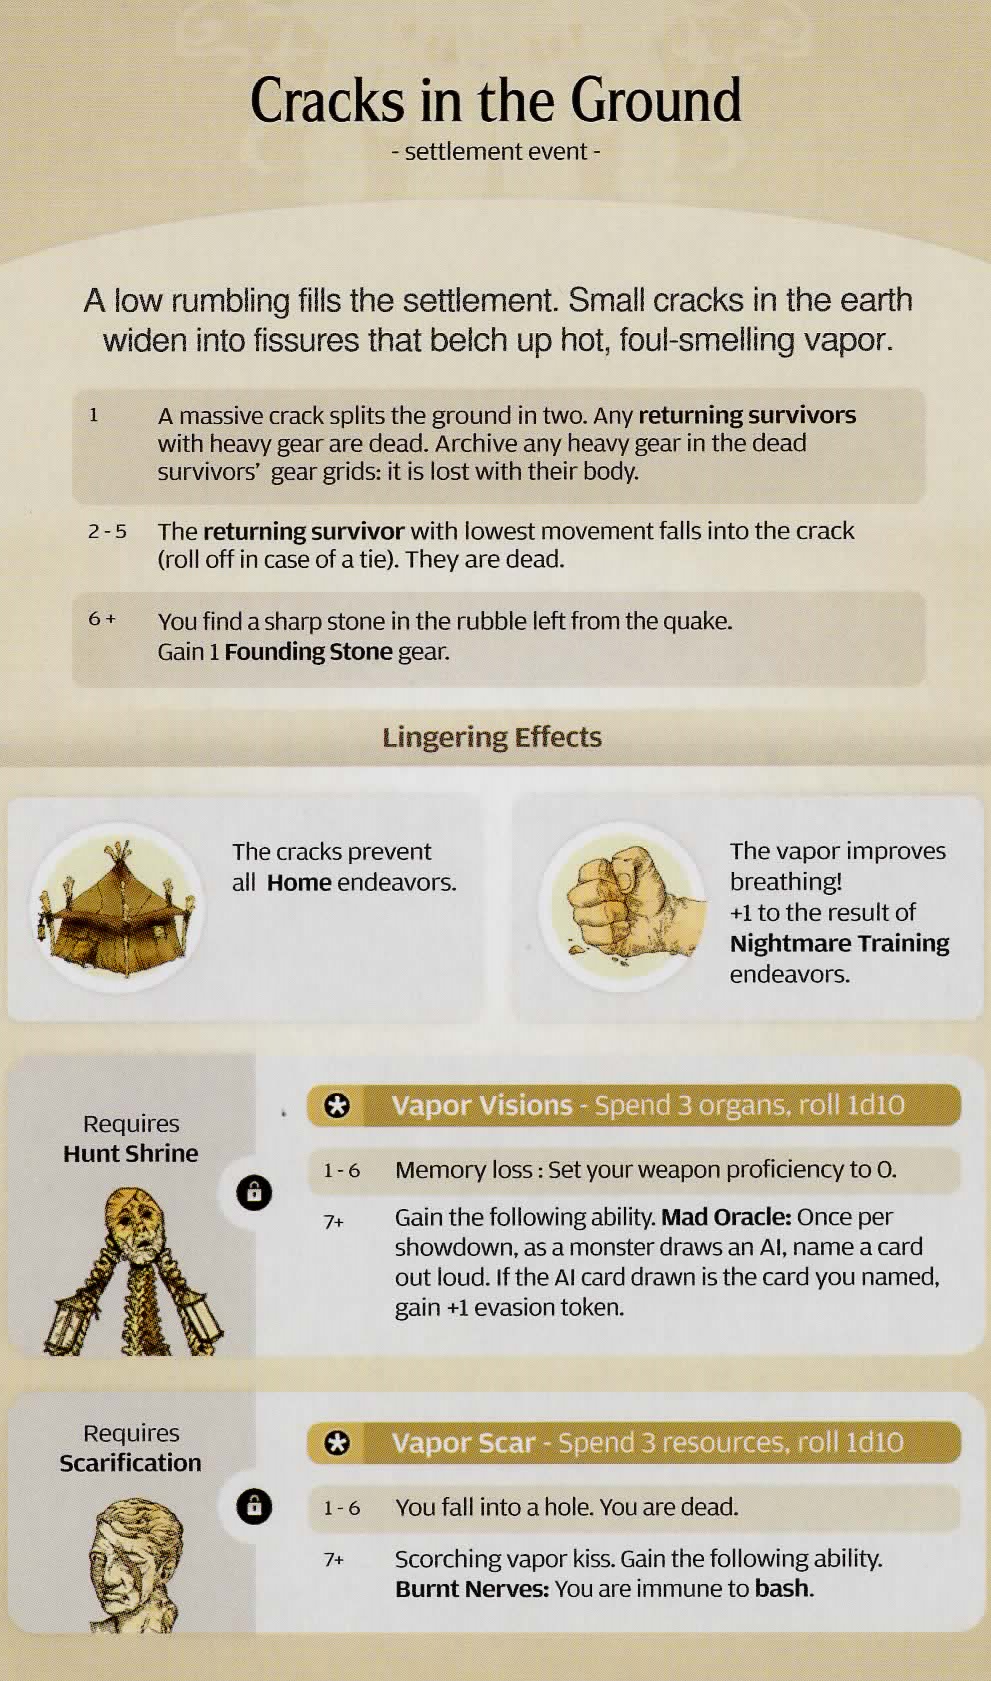 Cracks in the Ground
- settlement event -
A low rumbling fills the settlement. Small cracks in the earth
widen into fissures that belch up hot, foul-smelling vapor.
1 A massive crack splits the ground in two. Any returning survivors
with heavy gear are dead. Archive any heavy gear in the dead
survivors' gear grids: it is lost with their body.
2 - 5 The returning survivor with lowest movement falls into the crack
(roll off in case of a tie). They are dead.
6 + You find a sharp stone in the rubble left from the quake.
Gain 1 Founding Stone gear.
Lingering Effects
The cracks prevent
all Home endeavors.
The vapor improves
breathing!
+1 to the result of
Nightmare Training
endeavors.
Requires
Hunt Shrine
Vapor Visions - Spend 3 organs, roll 1d10
1 - 6 Memory loss : Set your weapon proficiency to 0.
7+ Gain the following ability. Mad Oracle: Once per
showdown, as a monster draws an AI, name a card
out loud. If the AI card drawn is the card you named,
gain +1 evasion token.
Requires
Scarification
Vapor Scar - Spend 3 resources, roll 1d10
1 - 6 You fall into a hole. You are dead.
7+ Scorching vapor kiss. Gain the following ability.
Burnt Nerves: You are immune to bash.